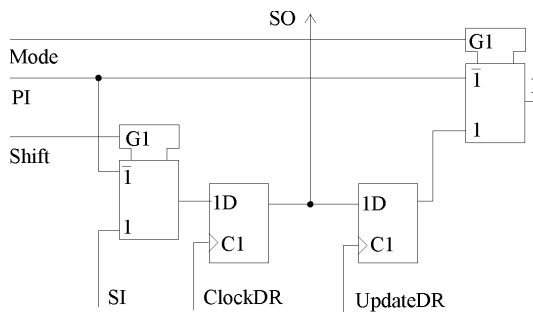 SO
G1
Mode
1̅
PI
1
G1
Shift
1̅
1D
1D
1
C1
C1
SI
ClockDR
UpdateDR